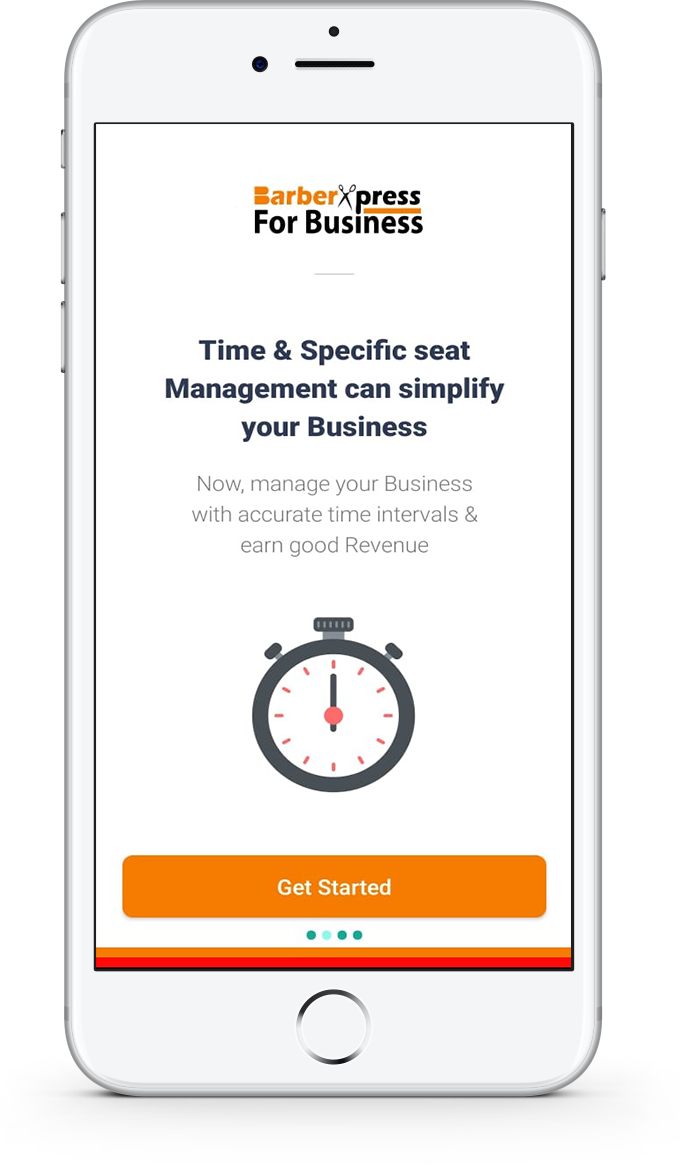 BarberXpress
For Business
Time & Specific seat
Management can simplify
your Business
Now, manage your Business
with accurate time intervals &
earn good Revenue
Get Started